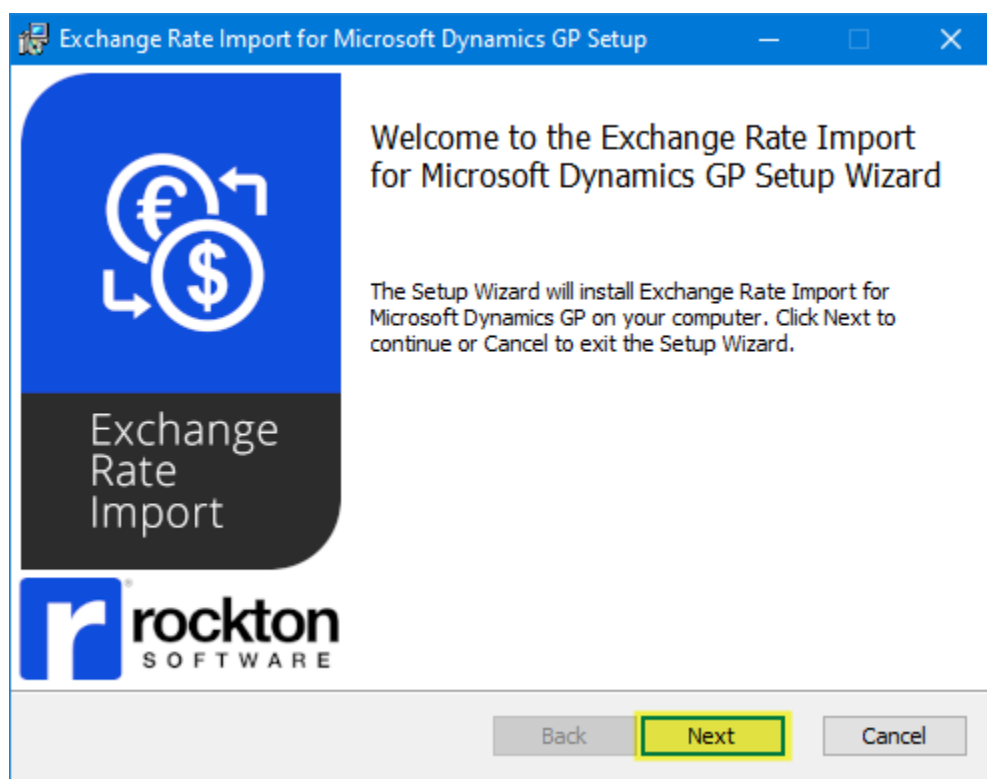 Exchange Rate Import for Microsoft Dynamics GP Setup
Welcome to the Exchange Rate Import
for Microsoft Dynamics GP Setup Wizard
The Setup Wizard will install Exchange Rate Import for
Microsoft Dynamics GP on your computer. Click Next to
continue or Cancel to exit the Setup Wizard.
€
$
Exchange
Rate
Import
rockton®
SOFTWARE
Back
Next
Cancel